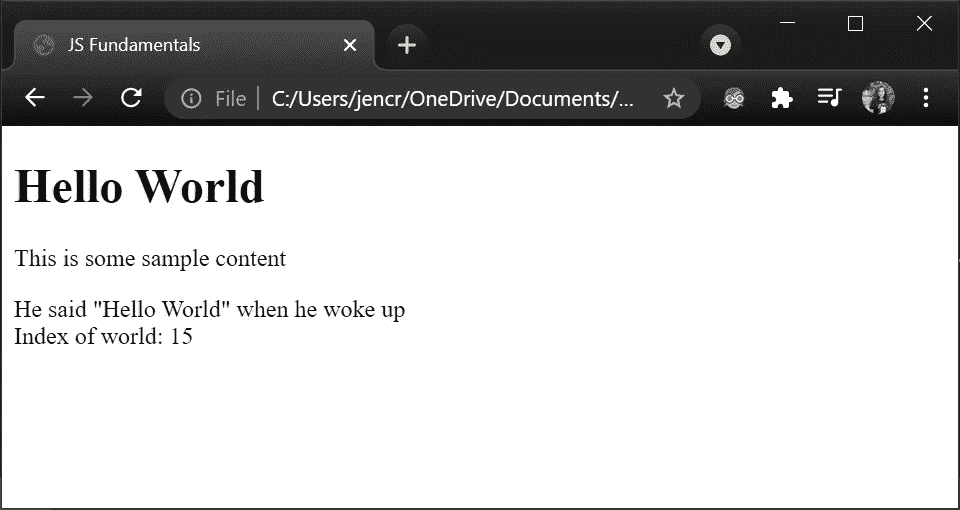 JS Fundamentals
File | C:/Users/jencr/OneDrive/Documents/...
Hello World
This is some sample content
He said "Hello World" when he woke up
Index of world: 15